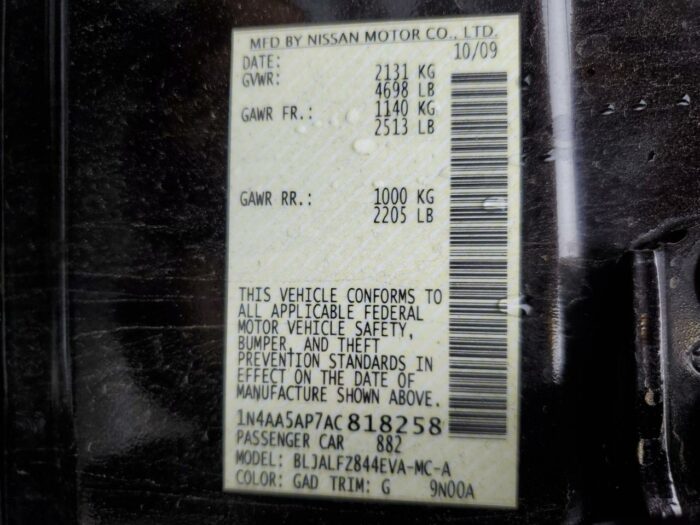 MFD BY NISSAN MOTOR CO., LTD.
DATE: 10/09
GVWR: 2131 KG
4698 LB
GAWR FR.: 1140 KG
2513 LB
GAWR RR.: 1000 KG
2205 LB
THIS VEHICLE CONFORMS TO
ALL APPLICABLE FEDERAL
MOTOR VEHICLE SAFETY,
BUMPER, AND THEFT
PREVENTION STANDARDS IN
EFFECT ON THE DATE OF
MANUFACTURE SHOWN ABOVE.
1N4AA5AP7AC818258
PASSENGER CAR 882
MODEL: BLJALFZ844EVA-MC-A
COLOR: GAD TRIM: G 9N00A